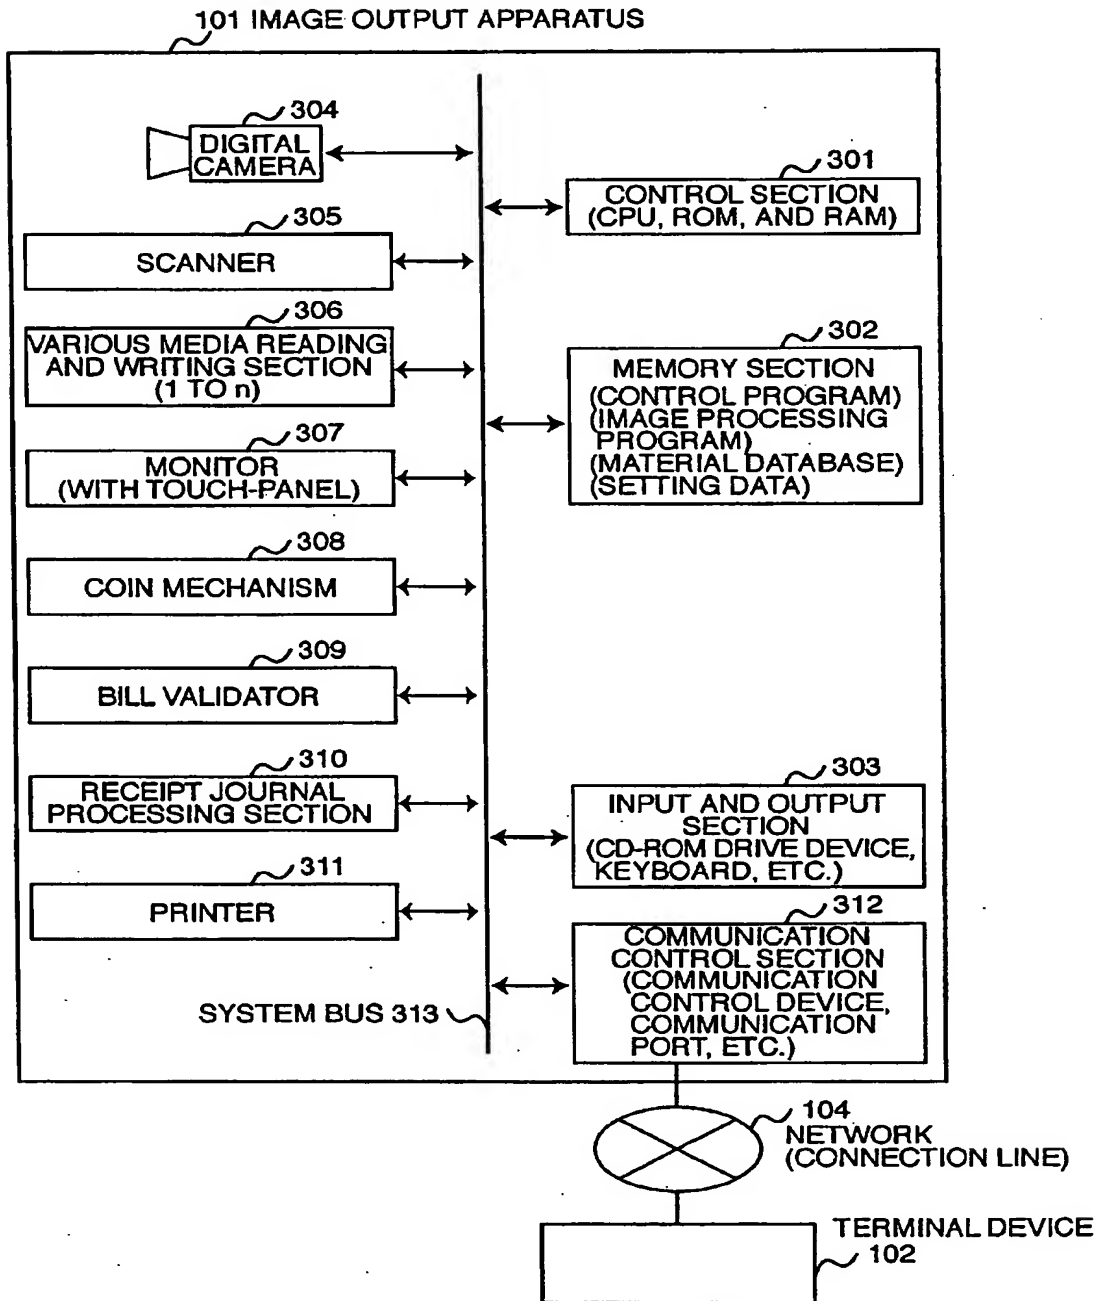 101 IMAGE OUTPUT APPARATUS
304
DIGITAL
CAMERA
305
SCANNER
306
VARIOUS MEDIA READING
AND WRITING SECTION
(1 TO n)
307
MONITOR
(WITH TOUCH-PANEL)
308
COIN MECHANISM
309
BILL VALIDATOR
310
RECEIPT JOURNAL
PROCESSING SECTION
311
PRINTER
SYSTEM BUS 313
301
CONTROL SECTION
(CPU, ROM, AND RAM)
302
MEMORY SECTION
(CONTROL PROGRAM)
(IMAGE PROCESSING
PROGRAM)
(MATERIAL DATABASE)
(SETTING DATA)
303
INPUT AND OUTPUT
SECTION
(CD-ROM DRIVE DEVICE,
KEYBOARD, ETC.)
312
COMMUNICATION
CONTROL SECTION
(COMMUNICATION
CONTROL DEVICE,
COMMUNICATION
PORT, ETC.)
104
NETWORK
(CONNECTION LINE)
TERMINAL DEVICE
102